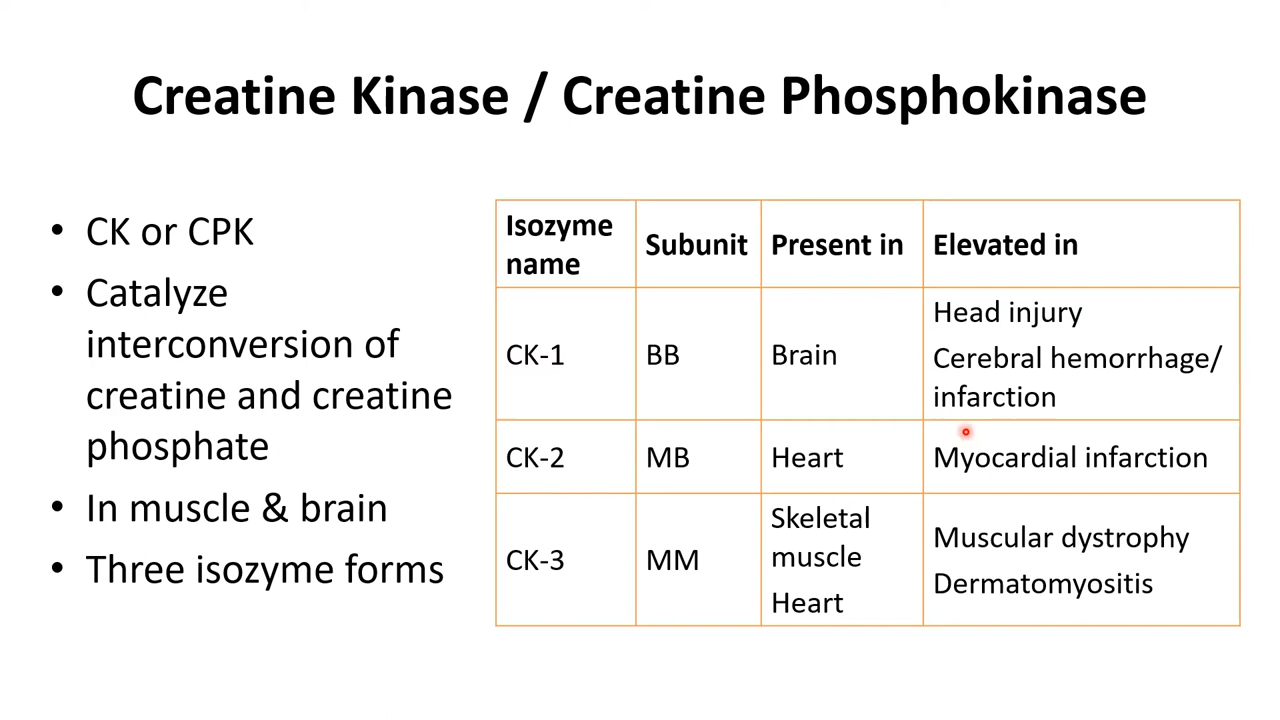 Creatine Kinase / Creatine Phosphokinase
• CK or CPK
• Catalyze
interconversion of
creatine and creatine
phosphate
• In muscle & brain
• Three isozyme forms
Isozyme
name
Subunit
Present in
Elevated in
CK-1
BB
Brain
Head injury
Cerebral hemorrhage/
infarction
CK-2
MB
Heart
Myocardial infarction
CK-3
MM
Skeletal
muscle
Heart
Muscular dystrophy
Dermatomyositis